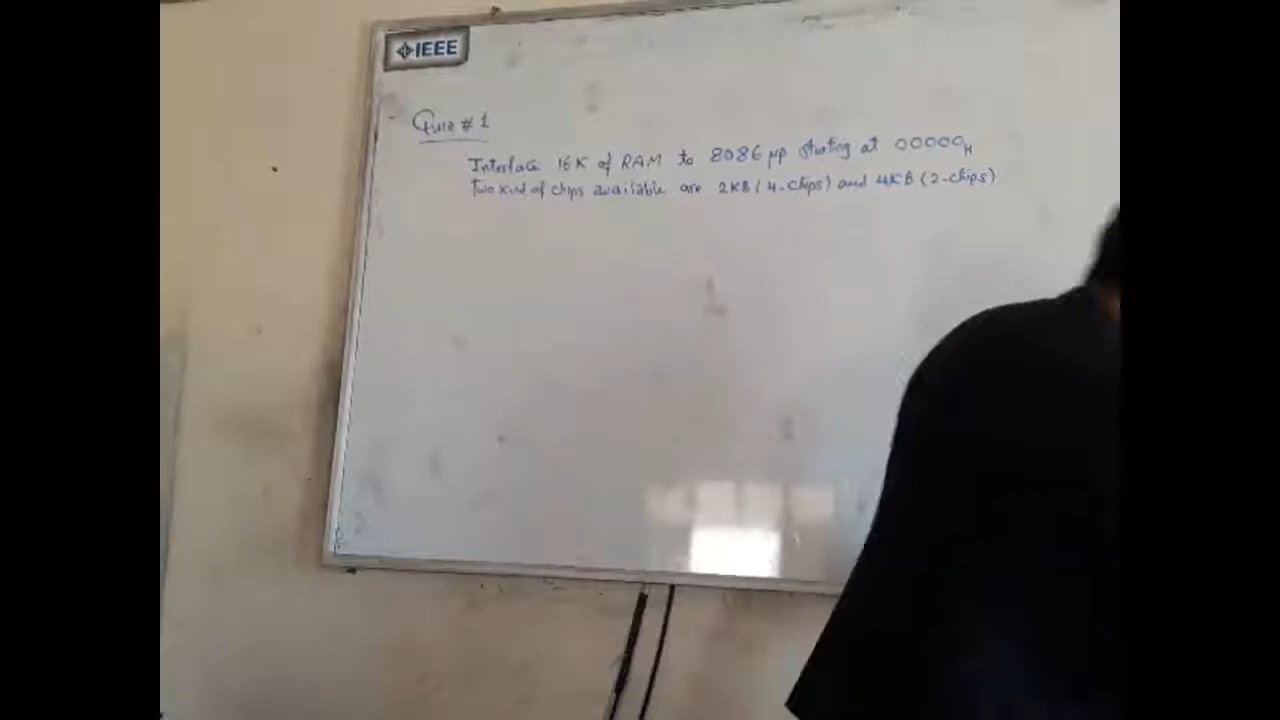 IEEE
Quiz # 1
Interface 16K of RAM to 8086 μp starting at 00000H
Two kind of chips available are 2KB (4-chips) and 4KB (2-chips)